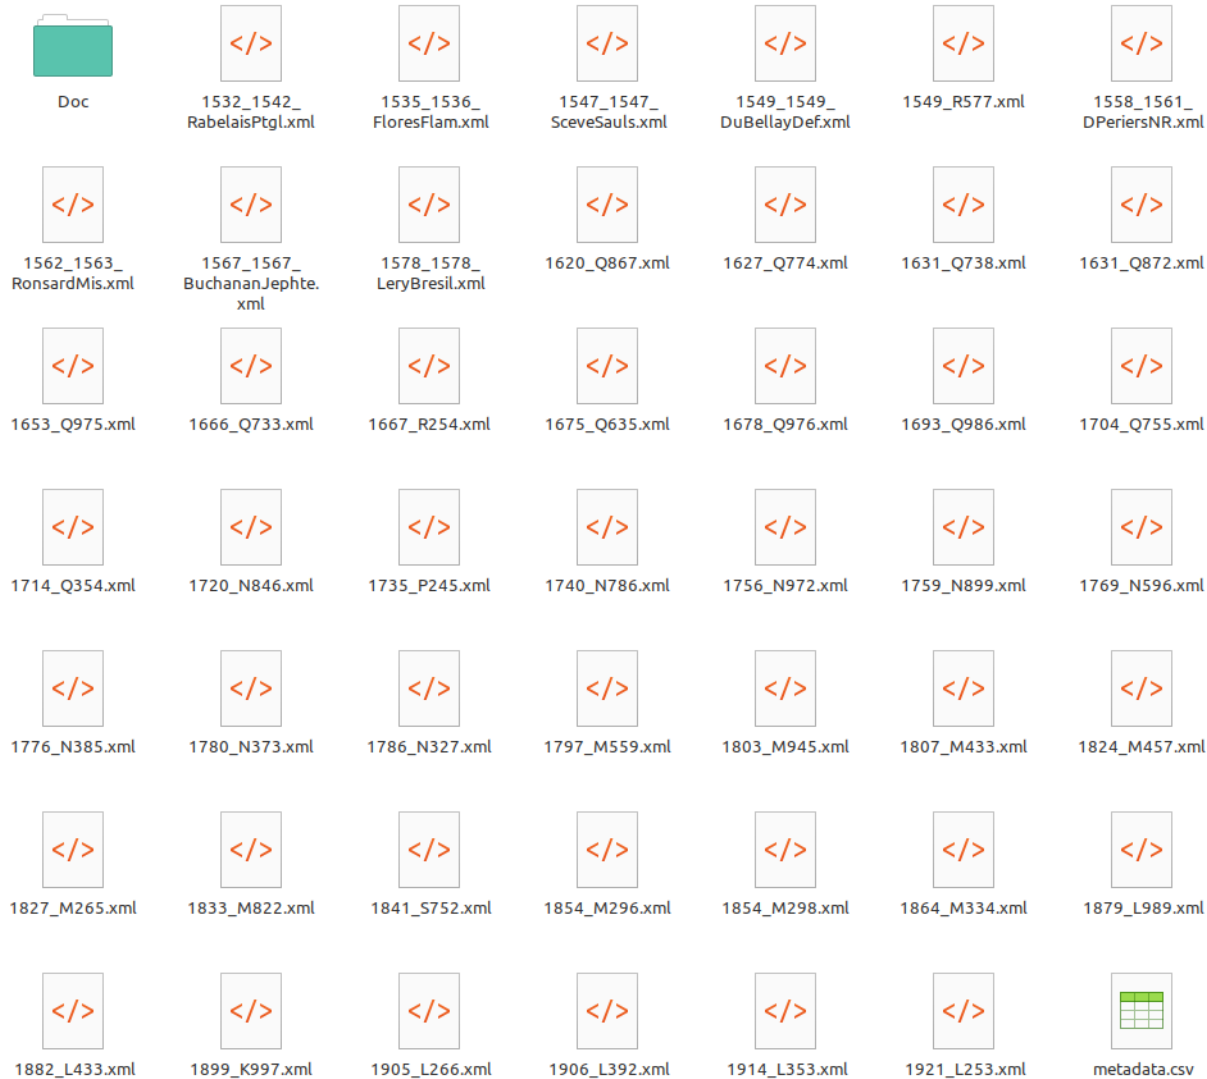 </> </> </> </> </> </>
Doc 1532_1542_ 1535_1536_ 1547_1547_ 1549_1549_ 1549_R577.xml 1558_1561_
RabelaisPtgl.xml FloresFlam.xml SceveSauls.xml DuBellayDef.xml DPeriersNR.xml
</> </> </> </> </> </> </>
1562_1563_ 1567_1567_ 1578_1578_ 1620_Q867.xml 1627_Q774.xml 1631_Q738.xml 1631_Q872.xml
RonsardMis.xml BuchananJephte. LeryBresil.xml
xml
</> </> </> </> </> </> </>
1653_Q975.xml 1666_Q733.xml 1667_R254.xml 1675_Q635.xml 1678_Q976.xml 1693_Q986.xml 1704_Q755.xml
</> </> </> </> </> </> </>
1714_Q354.xml 1720_N846.xml 1735_P245.xml 1740_N786.xml 1756_N972.xml 1759_N899.xml 1769_N596.xml
</> </> </> </> </> </> </>
1776_N385.xml 1780_N373.xml 1786_N327.xml 1797_M559.xml 1803_M945.xml 1807_M433.xml 1824_M457.xml
</> </> </> </> </> </> </>
1827_M265.xml 1833_M822.xml 1841_S752.xml 1854_M296.xml 1854_M298.xml 1864_M334.xml 1879_L989.xml
</> </> </> </> </> </>
1882_L433.xml 1899_K997.xml 1905_L266.xml 1906_L392.xml 1914_L353.xml 1921_L253.xml metadata.csv